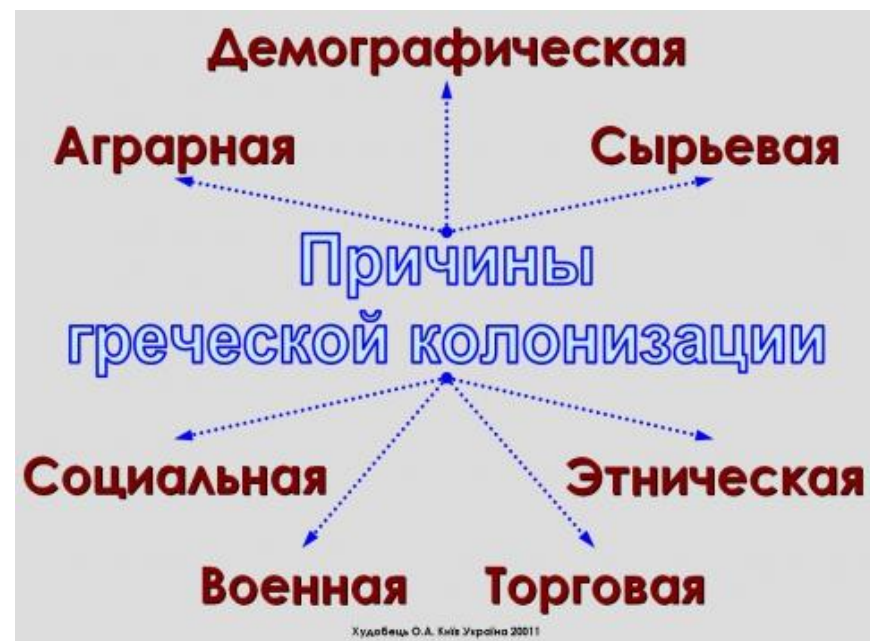 Демографическая
Аграрная
Сырьевая
Причины
греческой колонизации
Социальная
Этническая
Военная
Торговая
Худобець О.А. Київ Україна 20011